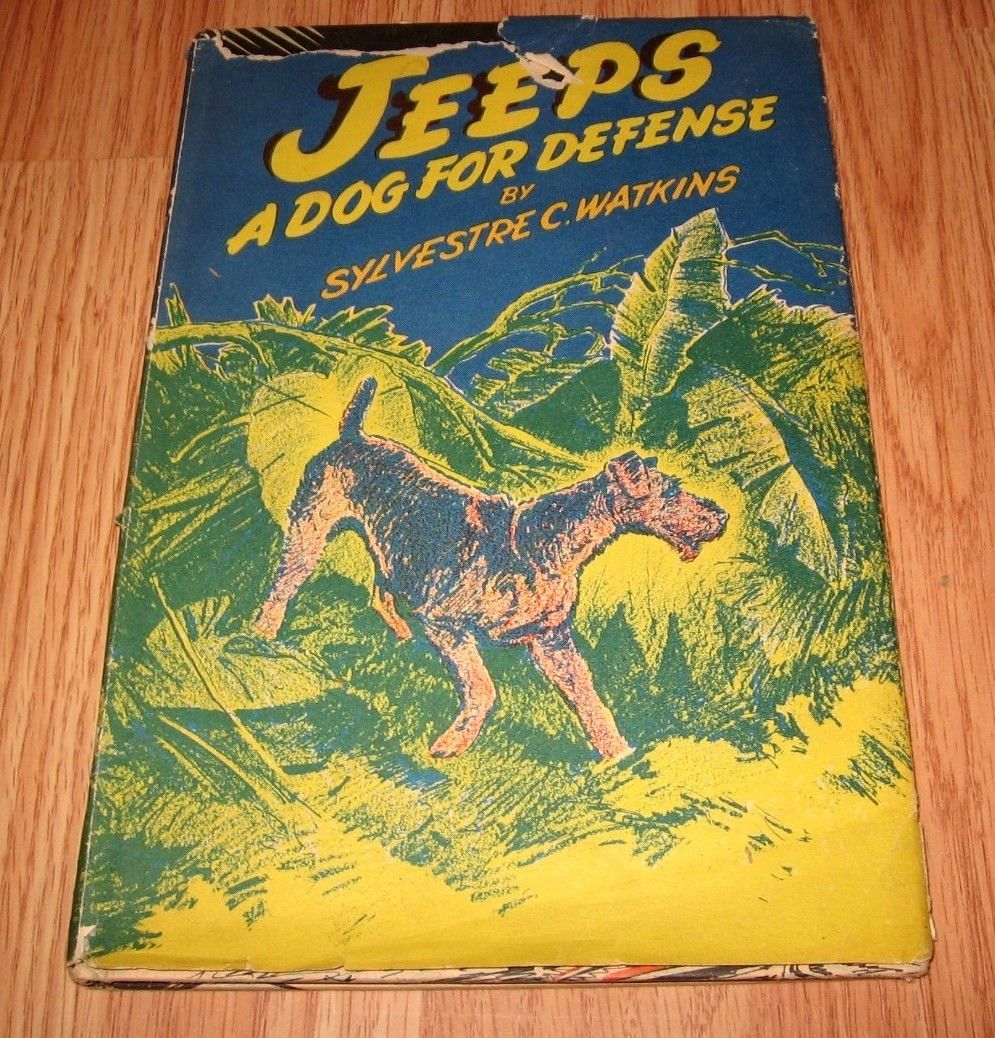 JEEPS
A DOG FOR DEFENSE
BY
SYLVESTRE C. WATKINS